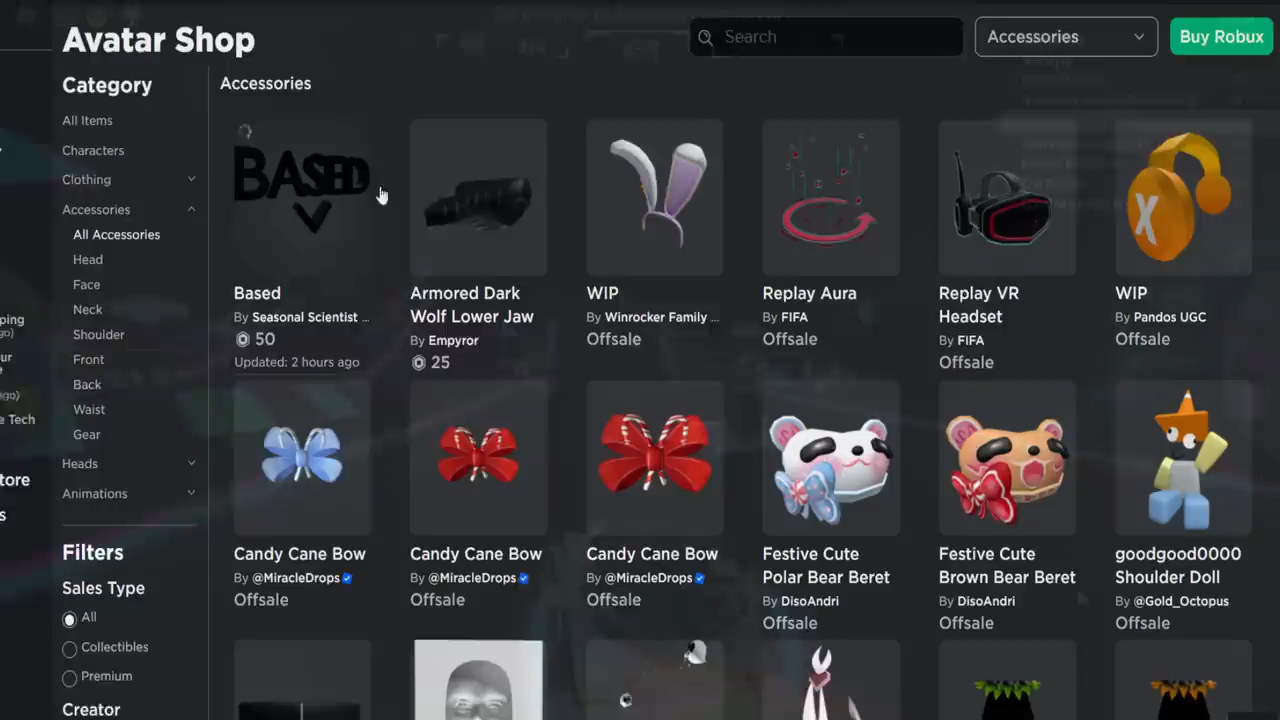 Avatar Shop
Search
Accessories
Buy Robux
Category
All Items
Characters
Clothing
Accessories
All Accessories
Head
Face
Neck
Shoulder
Front
Back
Waist
Gear
Heads
Animations
Filters
Sales Type
All
Collectibles
Premium
Creator
Accessories
BASED
Based
By Seasonal Scientist ...
50
Updated: 2 hours ago
Armored Dark
Wolf Lower Jaw
By Empyror
25
WIP
By Winrocker Family ...
Offsale
Replay Aura
By FIFA
Offsale
Replay VR
Headset
By FIFA
Offsale
X
WIP
By Pandos UGC
Offsale
Candy Cane Bow
By @MiracleDrops
Offsale
Candy Cane Bow
By @MiracleDrops
Offsale
Candy Cane Bow
By @MiracleDrops
Offsale
Festive Cute
Polar Bear Beret
By DisoAndri
Offsale
Festive Cute
Brown Bear Beret
By DisoAndri
Offsale
goodgood0000
Shoulder Doll
By @Gold_Octopus
Offsale
Tech